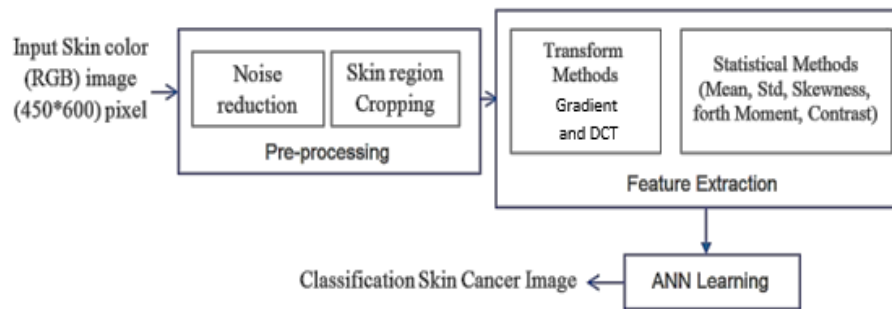 Input Skin color
(RGB) image
(450*600) pixel
Noise
reduction
Skin region
Cropping
Pre-processing
Transform
Methods
Gradient
and DCT
Statistical Methods
(Mean, Std, Skewness,
forth Moment, Contrast)
Feature Extraction
ANN Learning
Classification Skin Cancer Image